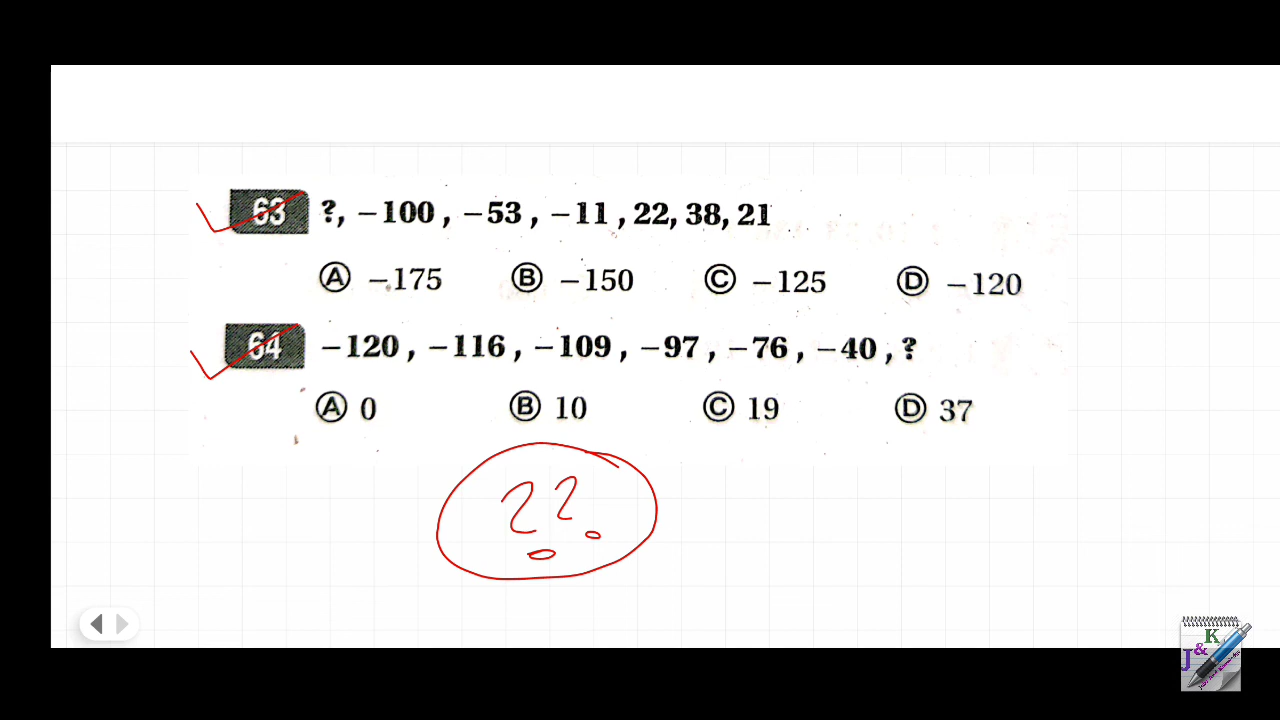 63 ?, −100 , −53 , −11 , 22, 38, 21
Ⓐ −175 Ⓑ −150 Ⓒ −125 Ⓓ −120
64 −120 , −116 , −109 , −97 , −76 , −40 , ?
Ⓐ 0 Ⓑ 10 Ⓒ 19 Ⓓ 37
??
J&K